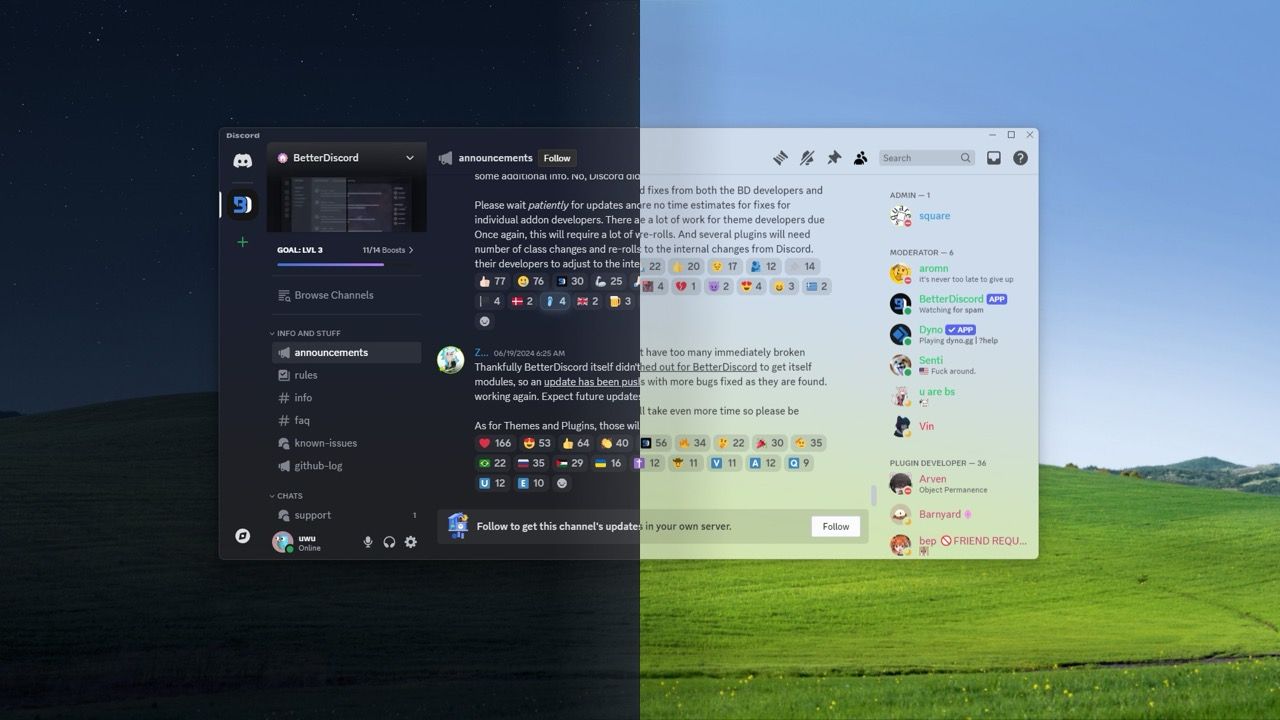 Discord
BetterDiscord
GOAL: LVL 3 11/14 Boosts
Browse Channels
INFO AND STUFF
announcements
rules
info
faq
known-issues
github-log
CHATS
support 1
uwu
Online
announcements Follow
Search
some additional info. No, Discord did
d fixes from both the BD developers and
Please wait patiently for updates and re no time estimates for fixes for
individual addon developers. There a e a lot of work for theme developers due
Once again, this will require a lot of w re-rolls. And several plugins will need
number of class changes and re-rolls to the internal changes from Discord.
their developers to adjust to the inte
77 76 30 25 22 20 17 12 14
4 2 4 2 3 4 1 2 4 3 2
Z... 06/19/2024 6:25 AM
t have too many immediately broken
Thankfully BetterDiscord itself didn't hed out for BetterDiscord to get itself
modules, so an update has been pus s with more bugs fixed as they are found.
working again. Expect future updates
ll take even more time so please be
As for Themes and Plugins, those wil
166 53 64 40 56 34 22 30 35
22 35 29 16 12 11 V 11 A 12 Q 9
U 12 E 10
Follow to get this channel's updates in your own server. Follow
ADMIN — 1
square
MODERATOR — 6
aromn
it's never too late to give up
BetterDiscord APP
Watching for spam
Dyno APP
Playing dyno.gg | ?help
Senti
Fuck around.
u are bs
Vin
PLUGIN DEVELOPER — 36
Arven
Object Permanence
Barnyard
bep FRIEND REQU...